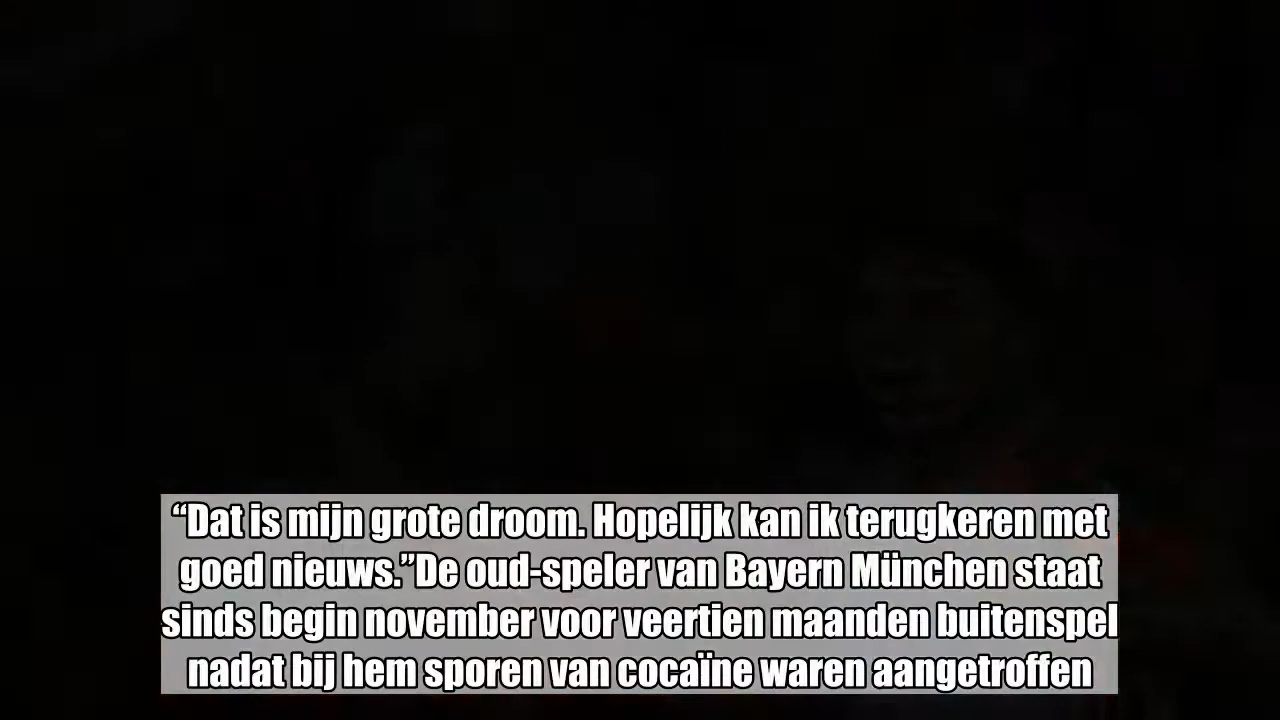 “Dat is mijn grote droom. Hopelijk kan ik terugkeren met
goed nieuws.”De oud-speler van Bayern München staat
sinds begin november voor veertien maanden buitenspel
nadat bij hem sporen van cocaïne waren aangetroffen